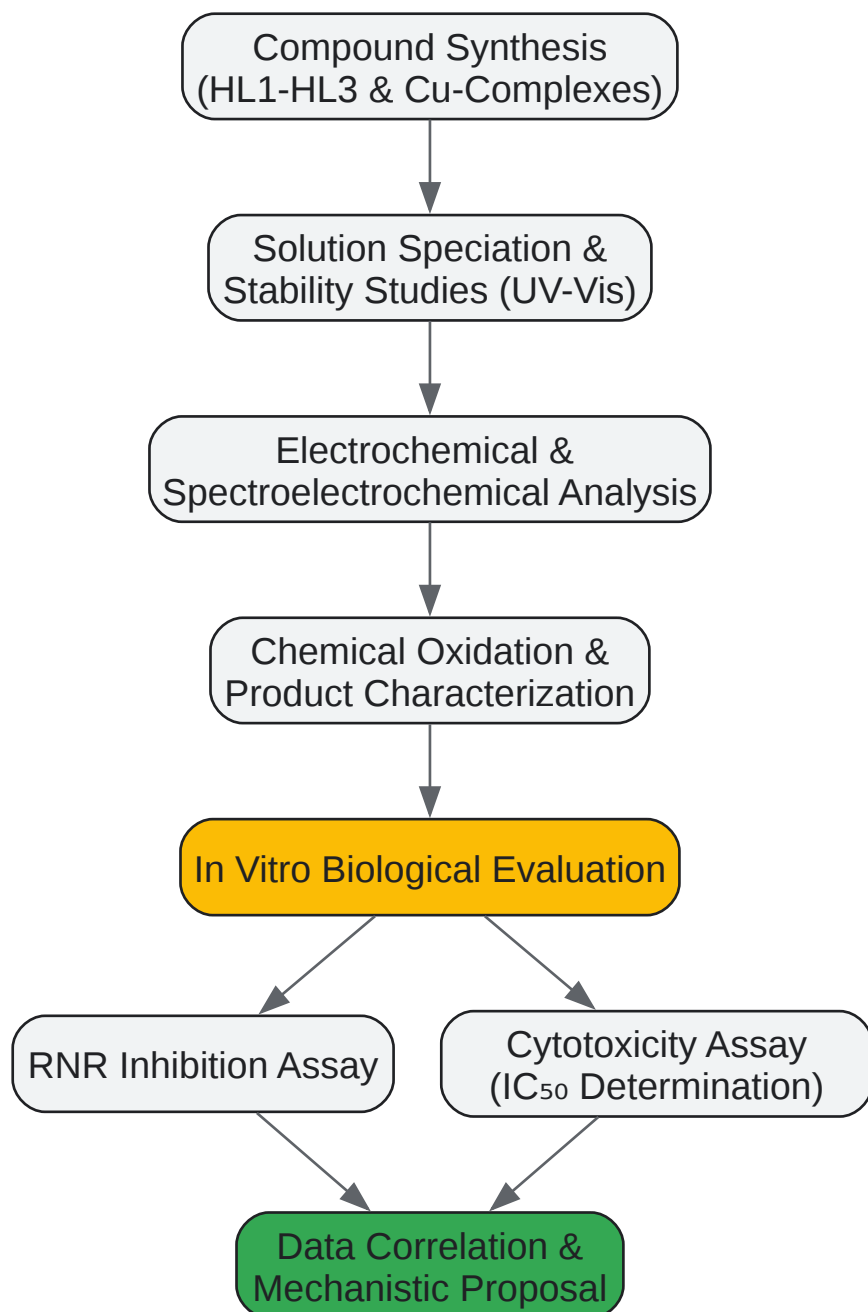 Compound Synthesis
(HL1-HL3 & Cu-Complexes)
Solution Speciation &
Stability Studies (UV-Vis)
Electrochemical &
Spectroelectrochemical Analysis
Chemical Oxidation &
Product Characterization
In Vitro Biological Evaluation
RNR Inhibition Assay
Cytotoxicity Assay
(IC₅₀ Determination)
Data Correlation &
Mechanistic Proposal